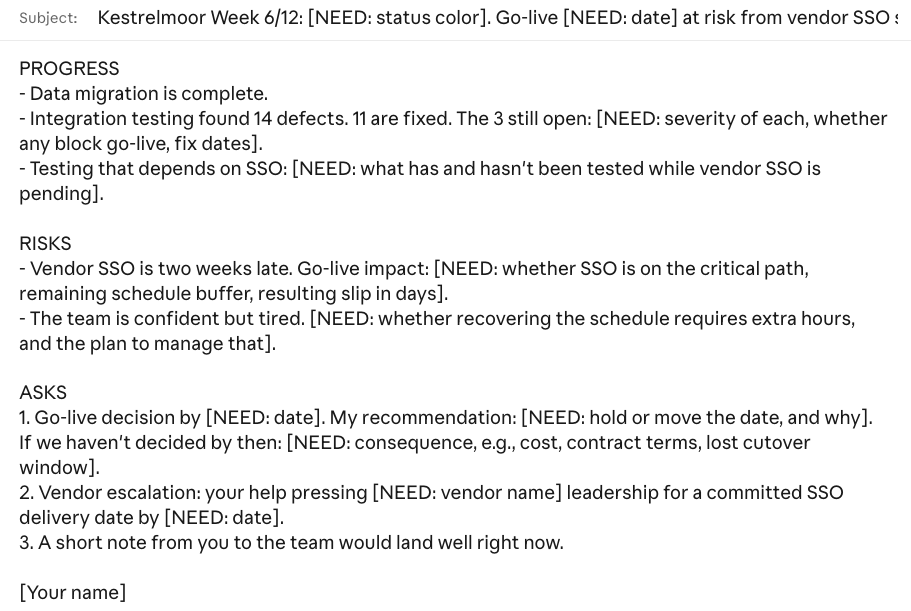 Subject: Kestrelmoor Week 6/12: [NEED: status color]. Go-live [NEED: date] at risk from vendor SSO
PROGRESS
- Data migration is complete.
- Integration testing found 14 defects. 11 are fixed. The 3 still open: [NEED: severity of each, whether
any block go-live, fix dates].
- Testing that depends on SSO: [NEED: what has and hasn't been tested while vendor SSO is
pending].
RISKS
- Vendor SSO is two weeks late. Go-live impact: [NEED: whether SSO is on the critical path,
remaining schedule buffer, resulting slip in days].
- The team is confident but tired. [NEED: whether recovering the schedule requires extra hours,
and the plan to manage that].
ASKS
1. Go-live decision by [NEED: date]. My recommendation: [NEED: hold or move the date, and why].
If we haven't decided by then: [NEED: consequence, e.g., cost, contract terms, lost cutover
window].
2. Vendor escalation: your help pressing [NEED: vendor name] leadership for a committed SSO
delivery date by [NEED: date].
3. A short note from you to the team would land well right now.
[Your name]